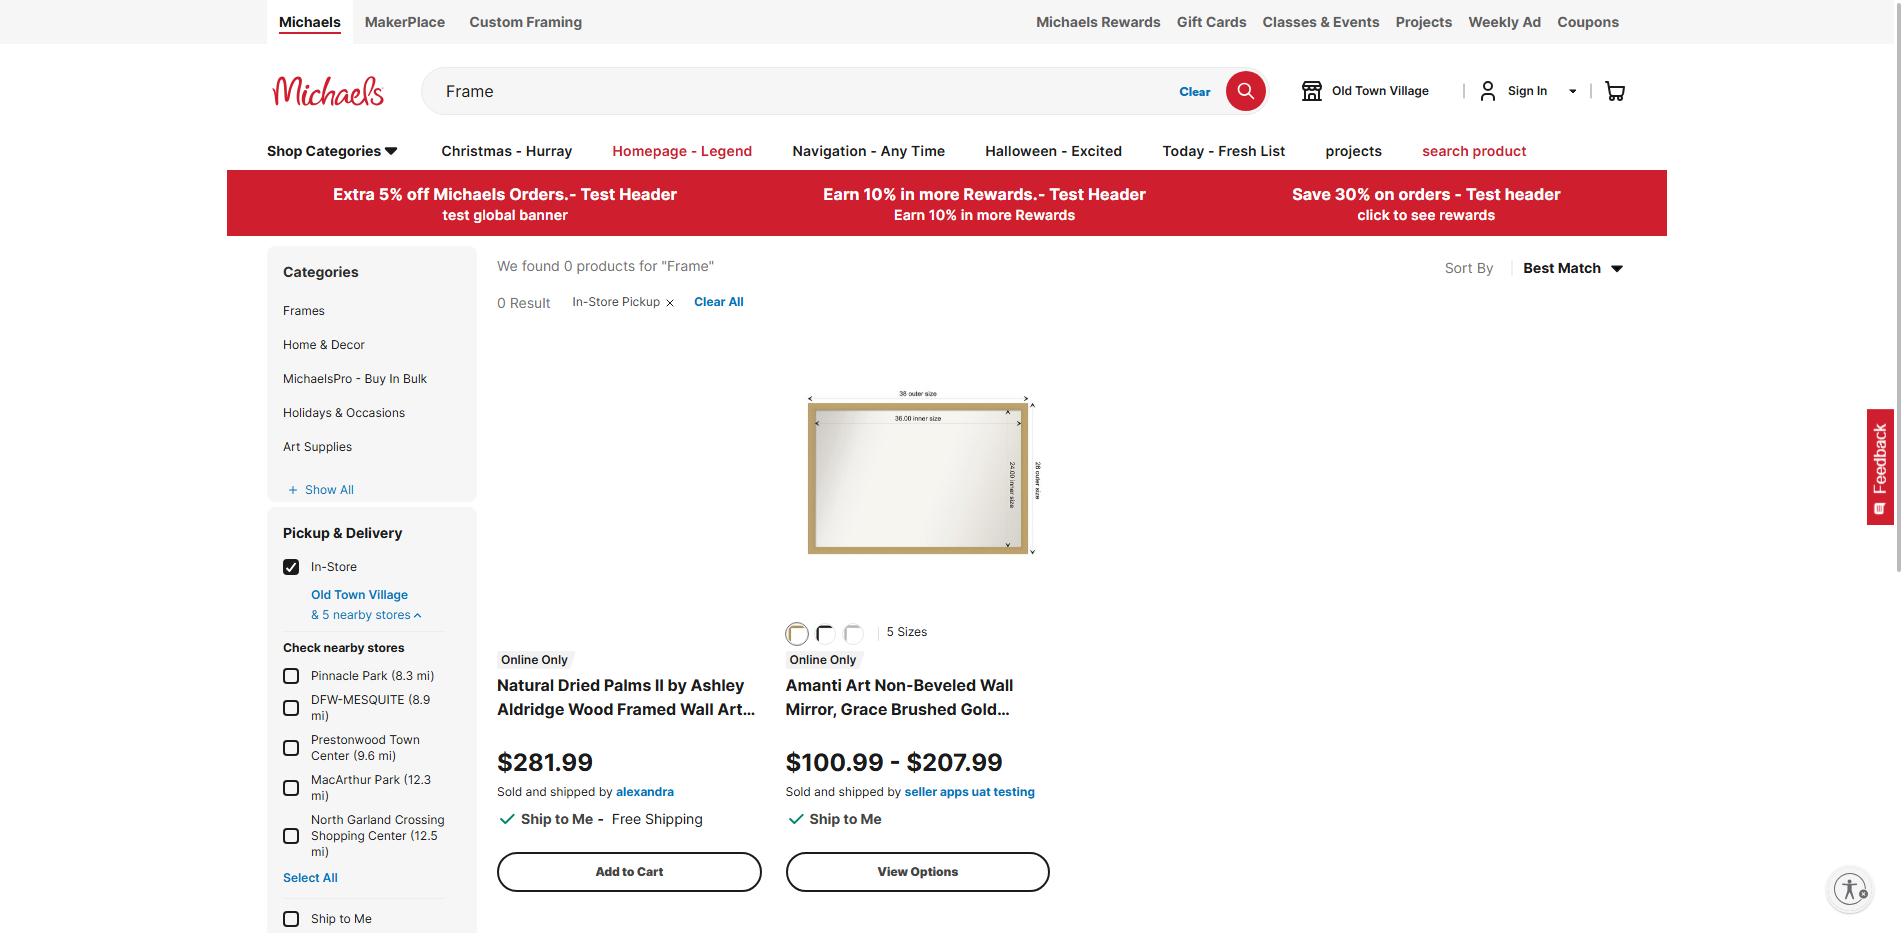 Michaels MakerPlace Custom Framing Michaels Rewards Gift Cards Classes & Events Projects Weekly Ad Coupons
Michaels Frame Clear Old Town Village Sign In
Shop Categories Christmas - Hurray Homepage - Legend Navigation - Any Time Halloween - Excited Today - Fresh List projects search product
Extra 5% off Michaels Orders.- Test Header
test global banner
Earn 10% in more Rewards.- Test Header
Earn 10% in more Rewards
Save 30% on orders - Test header
click to see rewards
Categories
Frames
Home & Decor
MichaelsPro - Buy In Bulk
Holidays & Occasions
Art Supplies
+ Show All
Pickup & Delivery
In-Store
Old Town Village
& 5 nearby stores
Check nearby stores
Pinnacle Park (8.3 mi)
DFW-MESQUITE (8.9
mi)
Prestonwood Town
Center (9.6 mi)
MacArthur Park (12.3
mi)
North Garland Crossing
Shopping Center (12.5
mi)
Select All
Ship to Me
We found 0 products for "Frame"
Sort By Best Match
0 Result In-Store Pickup Clear All
38 outer size
36.00 inner size
24.00 inner size
26 outer size
5 Sizes
Online Only
Natural Dried Palms II by Ashley
Aldridge Wood Framed Wall Art...
$281.99
Sold and shipped by alexandra
Ship to Me - Free Shipping
Add to Cart
Online Only
Amanti Art Non-Beveled Wall
Mirror, Grace Brushed Gold...
$100.99 - $207.99
Sold and shipped by seller apps uat testing
Ship to Me
View Options
Feedback